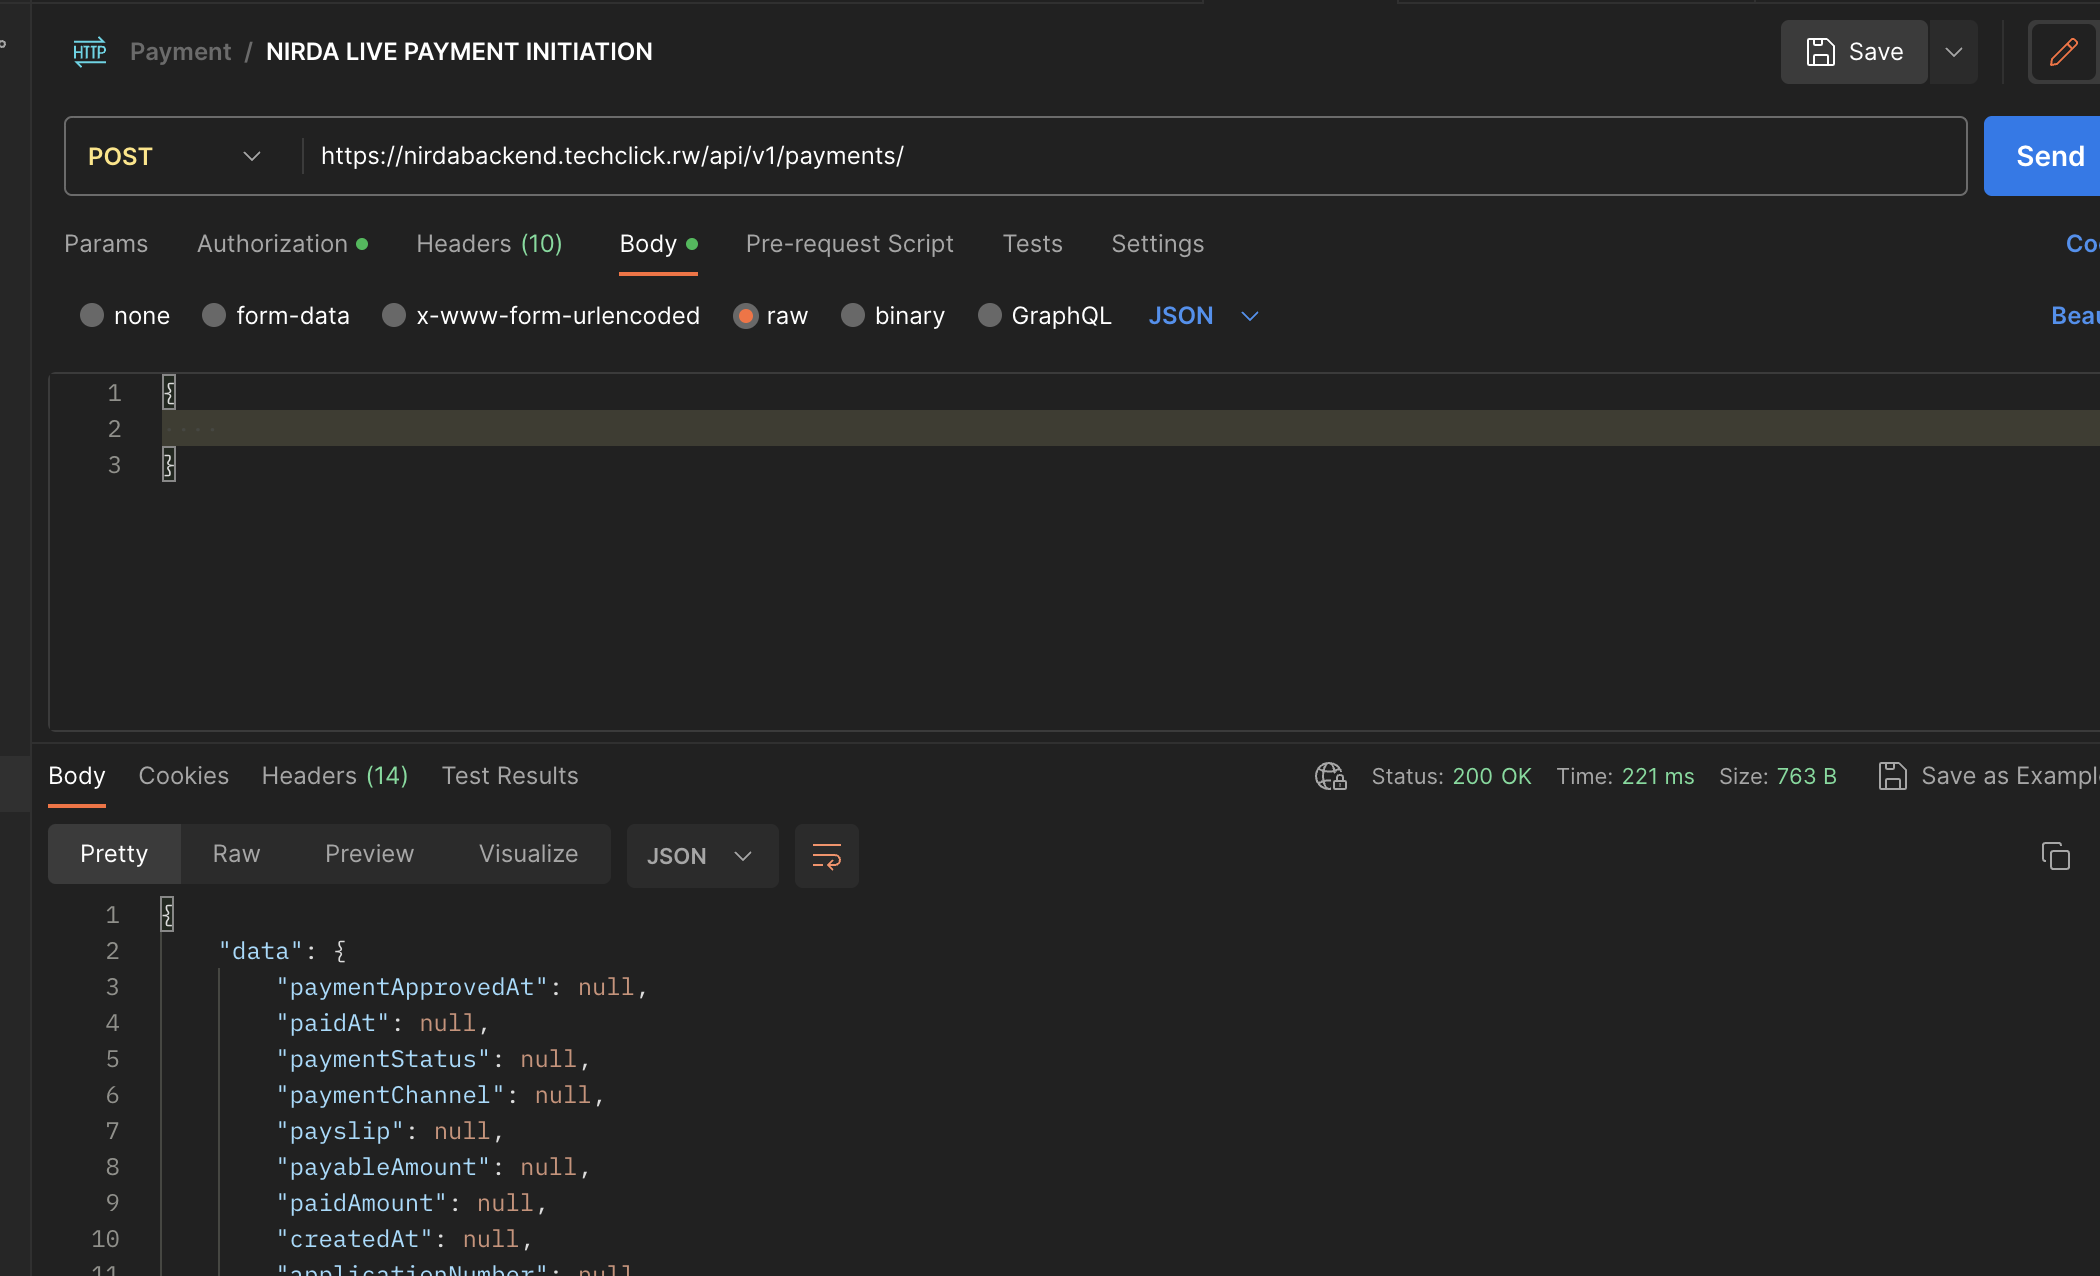 HTTP Payment / NIRDA LIVE PAYMENT INITIATION Save
POST https://nirdabackend.techclick.rw/api/v1/payments/ Send
Params Authorization Headers (10) Body Pre-request Script Tests Settings
none form-data x-www-form-urlencoded raw binary GraphQL JSON
1 {
2
3 }
Body Cookies Headers (14) Test Results Status: 200 OK Time: 221 ms Size: 763 B Save as Exampl
Pretty Raw Preview Visualize JSON
1 {
2 "data": {
3 "paymentApprovedAt": null,
4 "paidAt": null,
5 "paymentStatus": null,
6 "paymentChannel": null,
7 "payslip": null,
8 "payableAmount": null,
9 "paidAmount": null,
10 "createdAt": null,
11 "applicationNumber": null